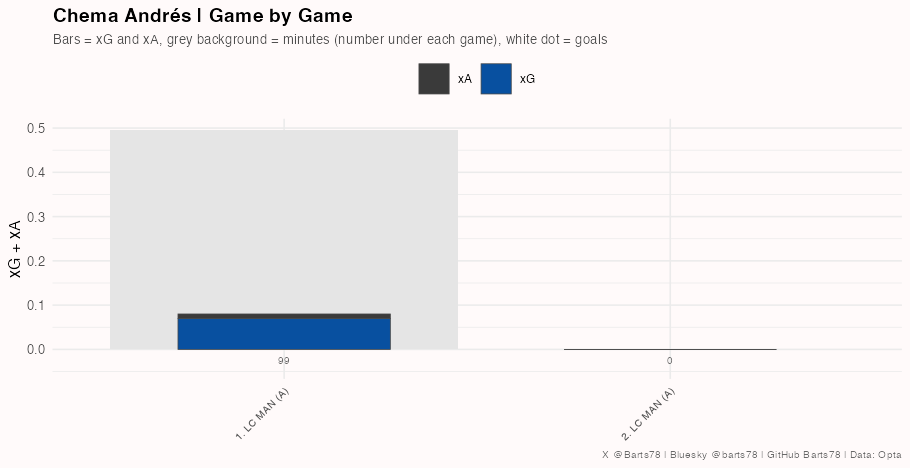 Chema Andrés | Game by Game
Bars = xG and xA, grey background = minutes (number under each game), white dot = goals
xA
xG
xG + xA
0.5
0.4
0.3
0.2
0.1
0.0
99
0
1. LC MAN (A)
2. LC MAN (A)
X @Barts78 | Bluesky @barts78 | GitHub Barts78 | Data: Opta